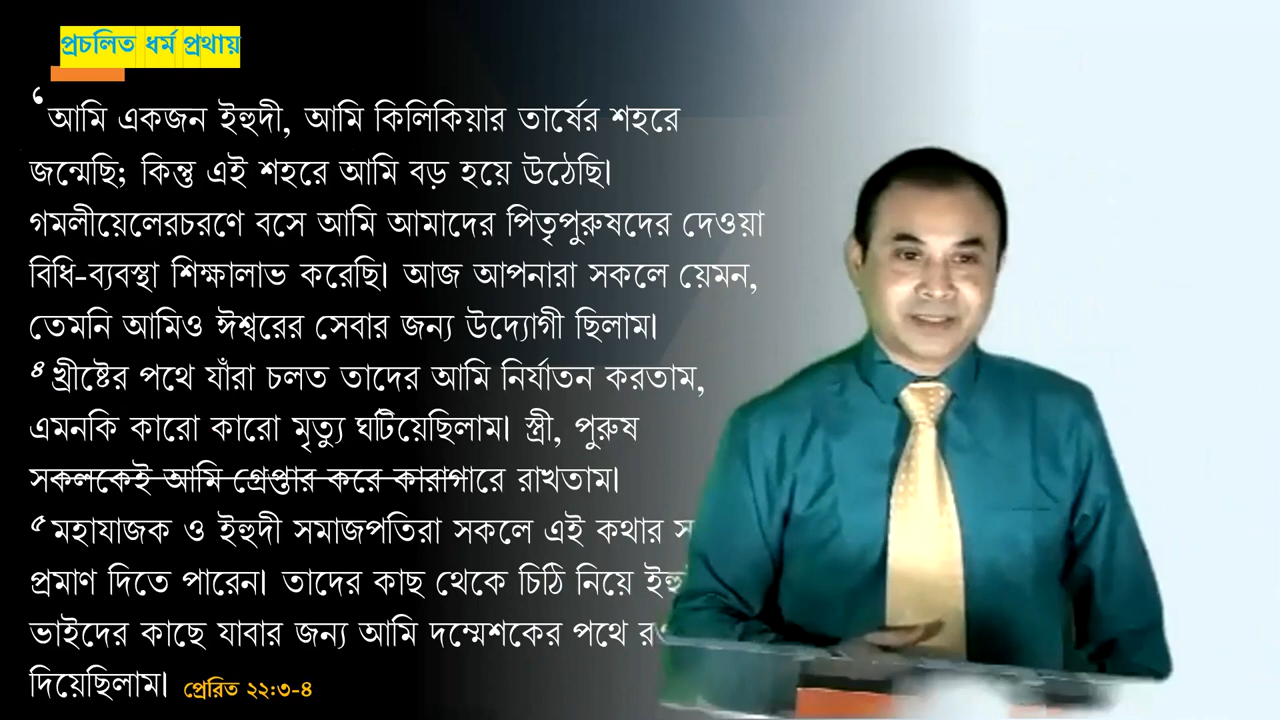 প্রচলিত ধর্ম প্রথায়
‘আমি একজন ইহুদী, আমি কিলিকিয়ার তার্ষের শহরে
জন্মেছি; কিন্তু এই শহরে আমি বড় হয়ে উঠেছি।
গমলীয়েলেরচরণে বসে আমি আমাদের পিতৃপুরুষদের দেওয়া
বিধি-ব্যবস্থা শিক্ষালাভ করেছি। আজ আপনারা সকলে য়েমন,
তেমনি আমিও ঈশ্বরের সেবার জন্য উদ্যোগী ছিলাম।
৪ খ্রীষ্টের পথে যাঁরা চলত তাদের আমি নির্যাতন করতাম,
এমনকি কারো কারো মৃত্যু ঘটিয়েছিলাম। স্ত্রী, পুরুষ
সকলকেই আমি গ্রেপ্তার করে কারাগারে রাখতাম।
৫ মহাযাজক ও ইহুদী সমাজপতিরা সকলে এই কথার
প্রমাণ দিতে পারেন। তাদের কাছ থেকে চিঠি নিয়ে
ভাইদের কাছে যাবার জন্য আমি দম্মেশকের পথে
দিয়েছিলাম। প্রেরিত ২২:৩-৪